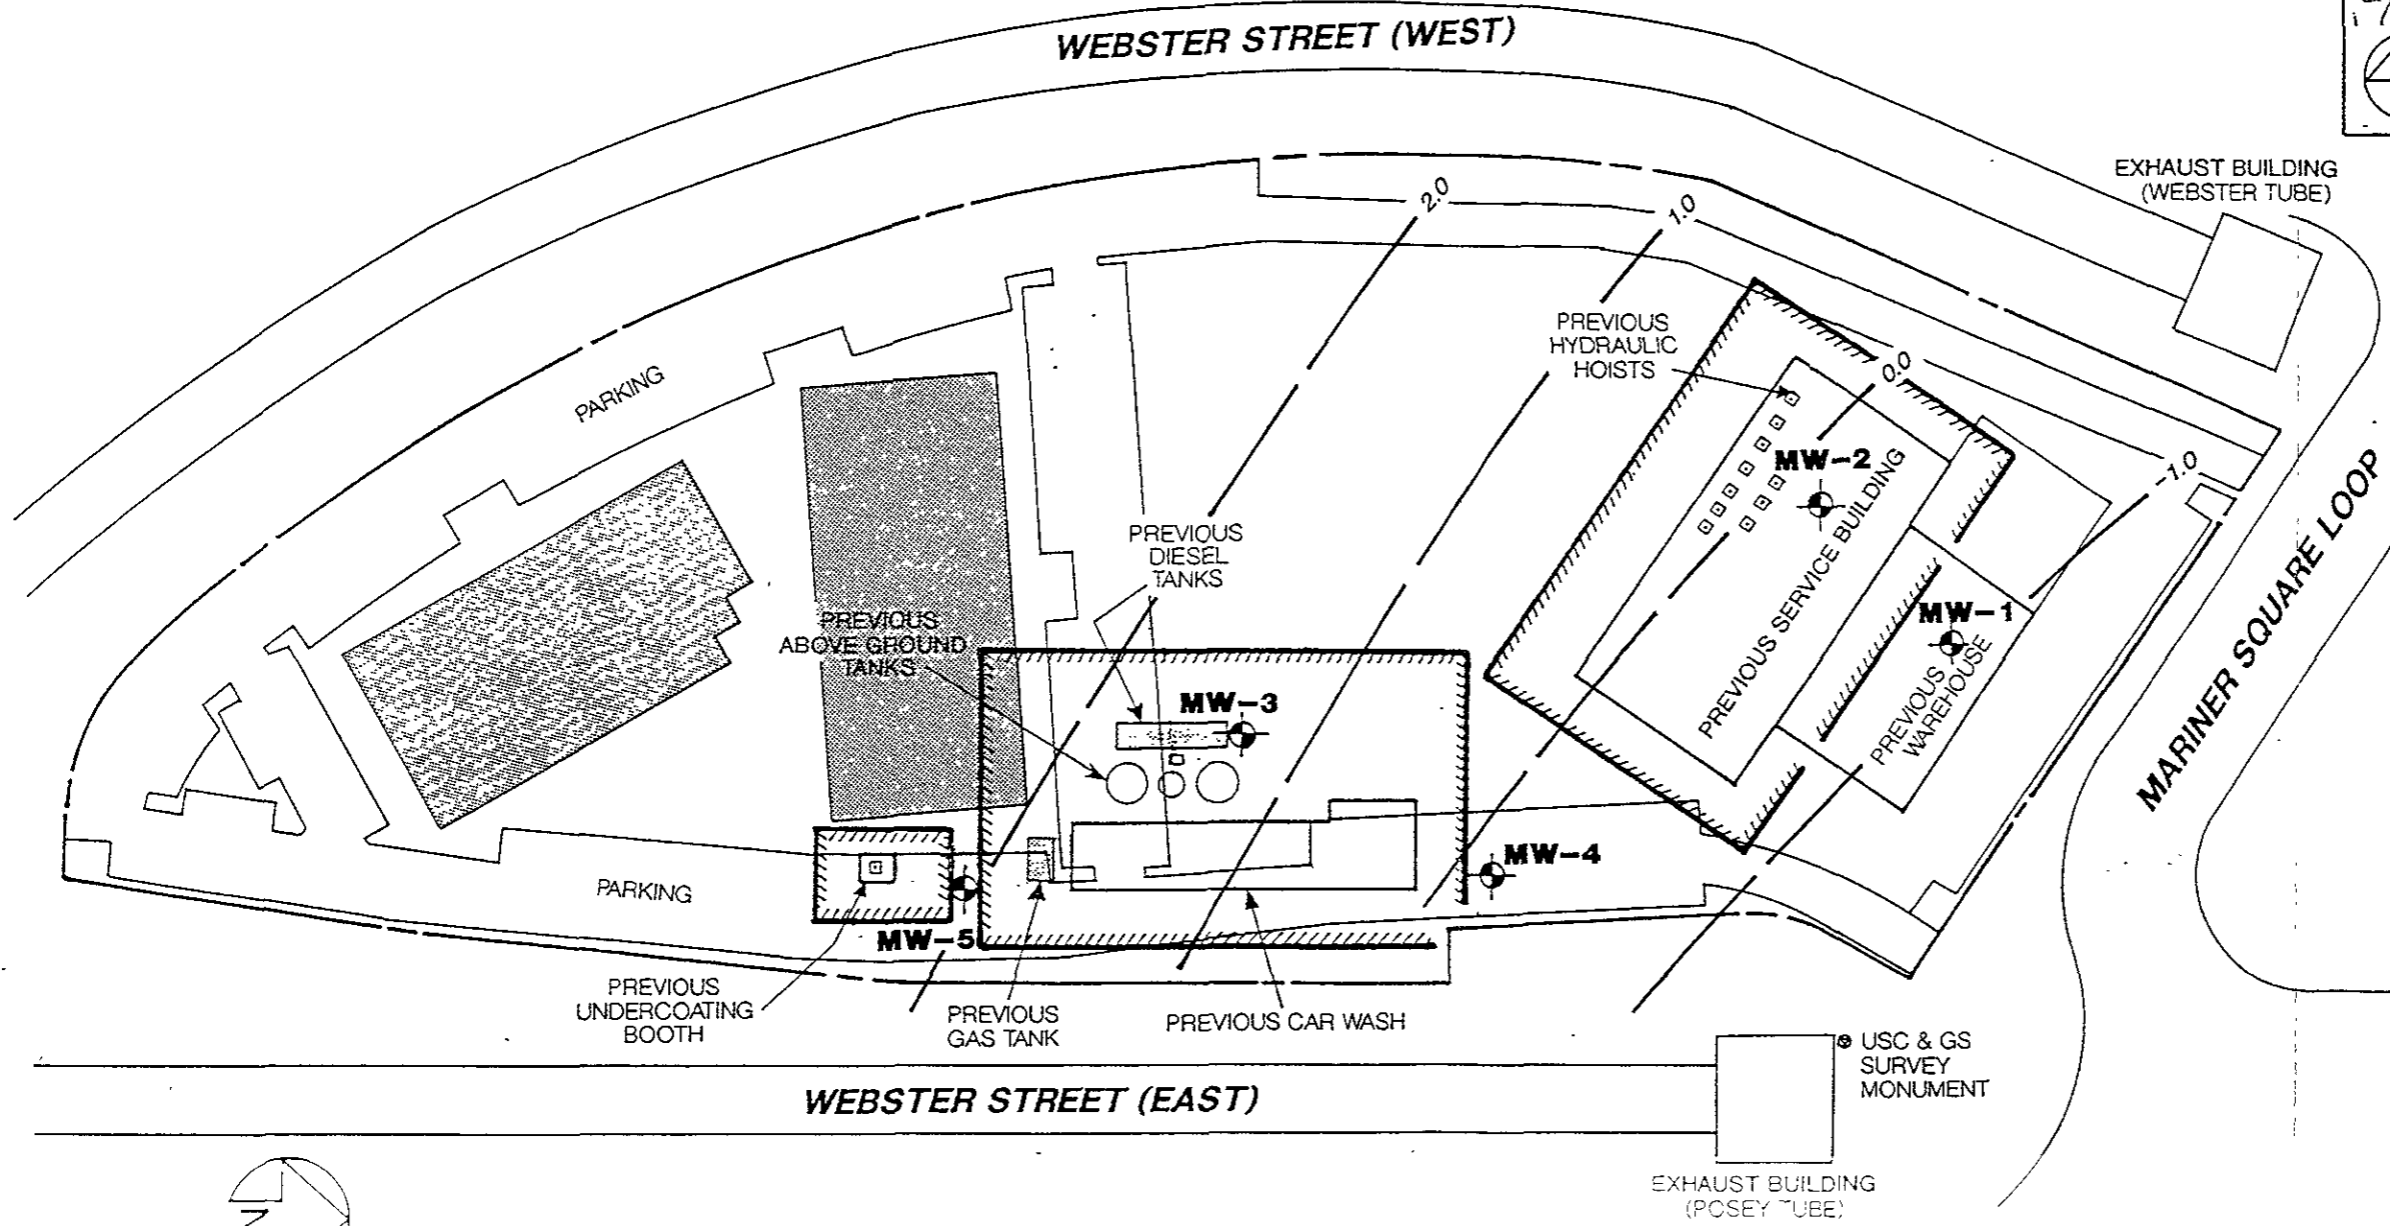 WEBSTER STREET (WEST)
EXHAUST BUILDING
(WEBSTER TUBE)
2.0
1.0
PREVIOUS
HYDRAULIC
HOISTS
0.0
PARKING
MW-2
-1.0
PREVIOUS SERVICE BUILDING
MARINER SQUARE LOOP
PREVIOUS
DIESEL
TANKS
PREVIOUS
ABOVE GROUND
TANKS
MW-1
PREVIOUS
WAREHOUSE
MW-3
MW-4
PARKING
MW-5
PREVIOUS
UNDERCOATING
BOOTH
PREVIOUS
GAS TANK
PREVIOUS CAR WASH
USC & GS
SURVEY
MONUMENT
WEBSTER STREET (EAST)
EXHAUST BUILDING
(POSEY TUBE)